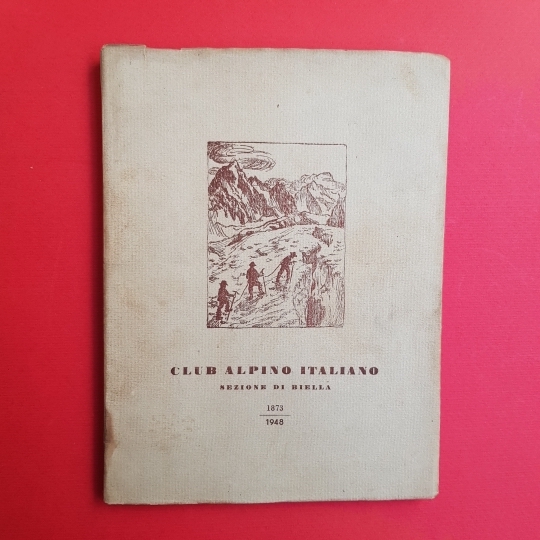 CLUB ALPINO ITALIANO
SEZIONE DI BIELLA
1873
1948